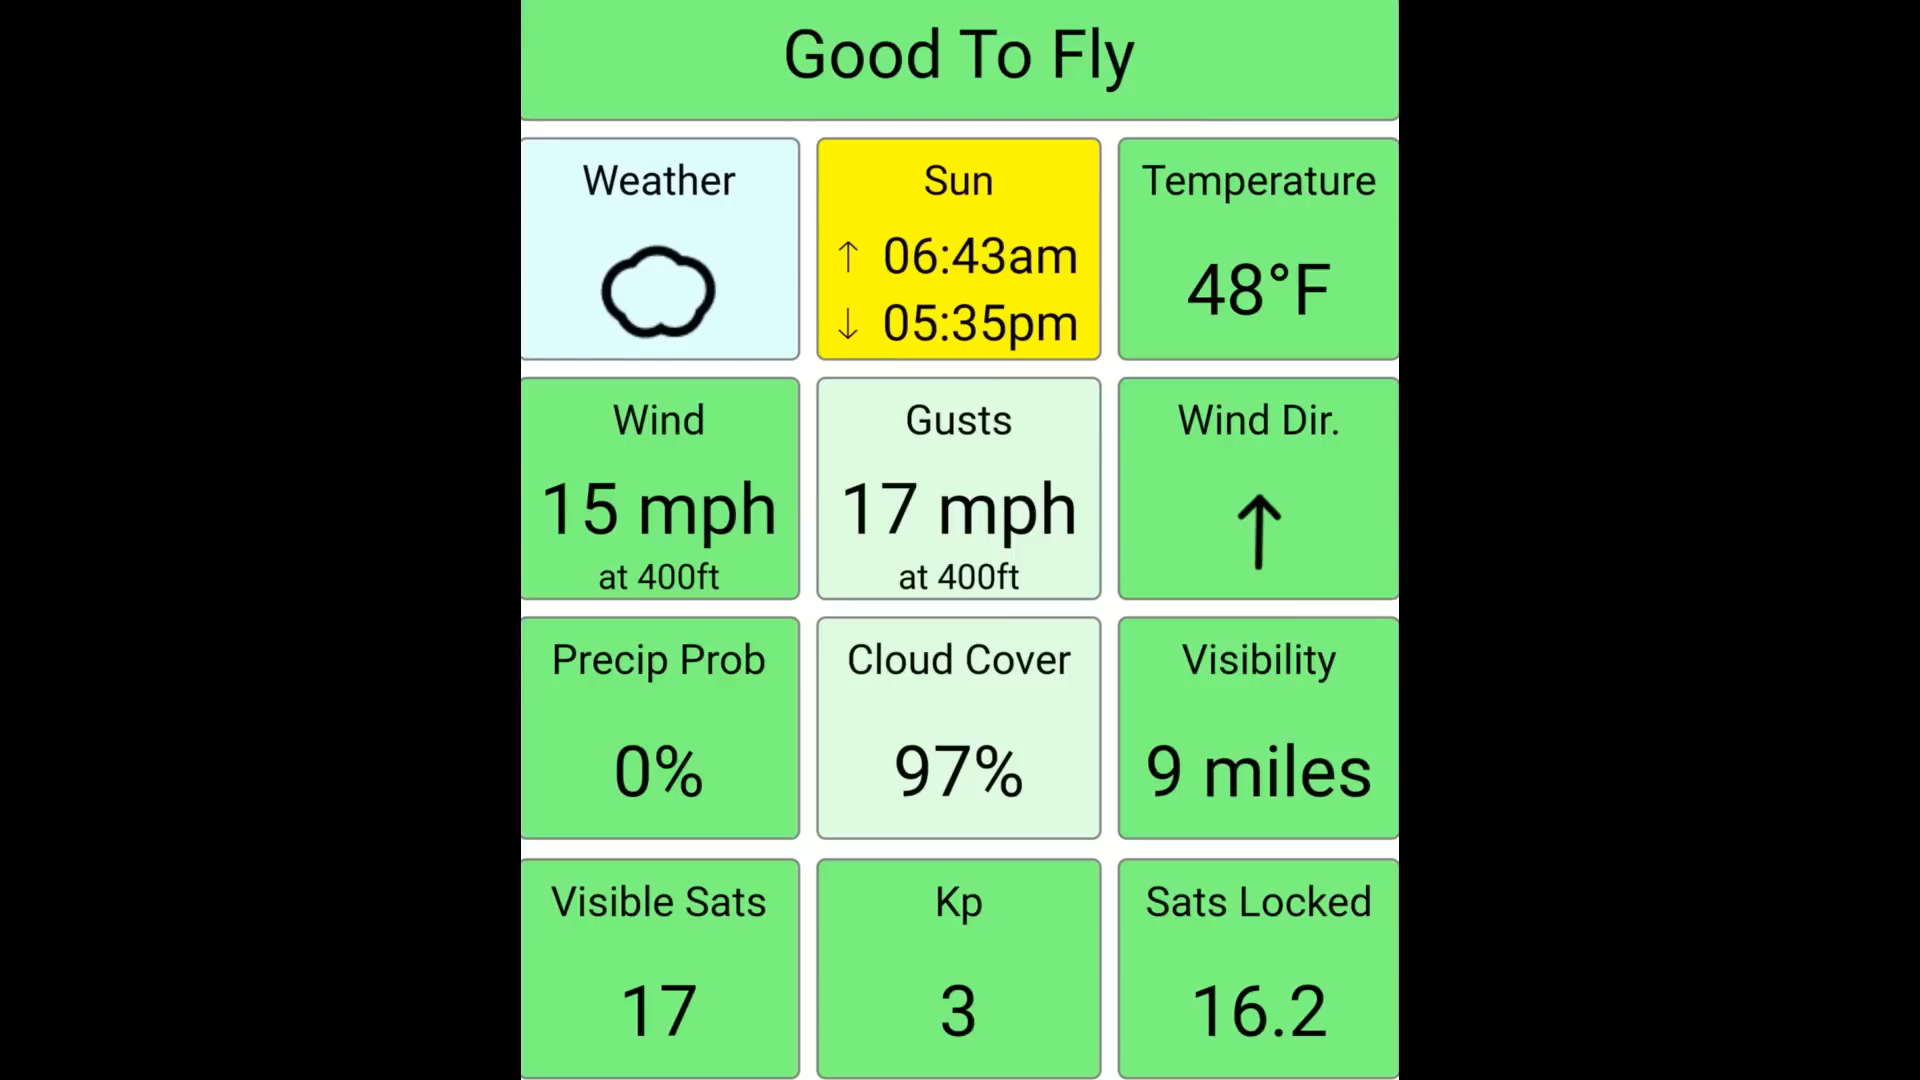 Good To Fly
Weather
Sun
↑ 06:43am
↓ 05:35pm
Temperature
48°F
Wind
15 mph
at 400ft
Gusts
17 mph
at 400ft
Wind Dir.
↑
Precip Prob
0%
Cloud Cover
97%
Visibility
9 miles
Visible Sats
17
Kp
3
Sats Locked
16.2